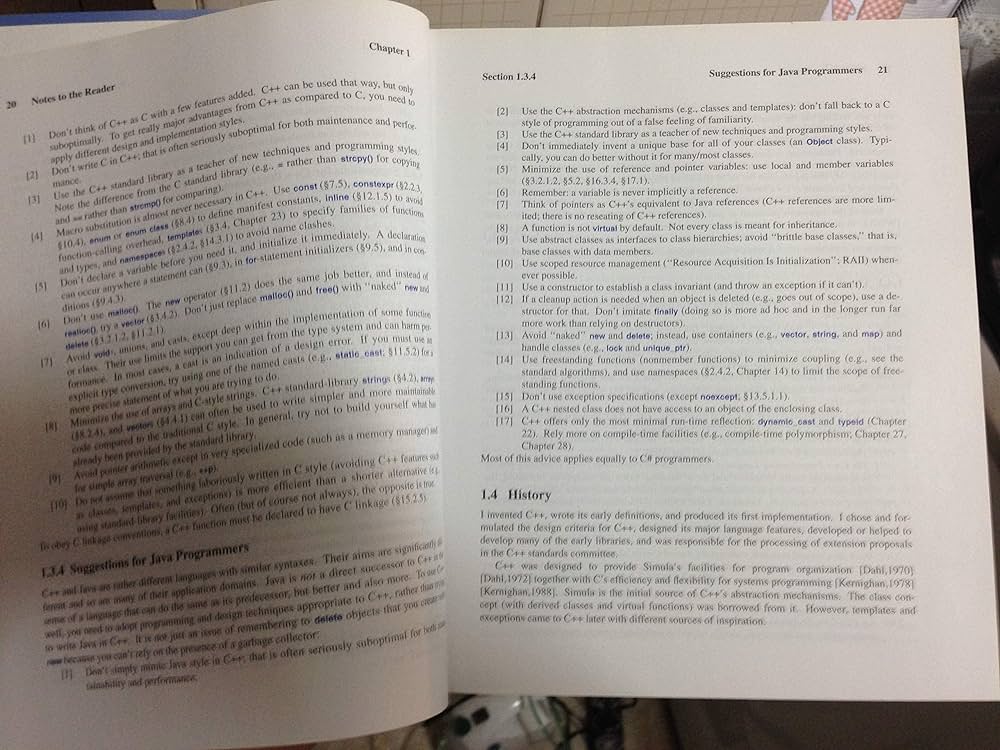 20 Notes to the Reader
Chapter 1
[1] Don't think of C++ as C with a few features added. C++ can be used that way, but only
suboptimally. To get really major advantages from C++ as compared to C, you need to
apply different design and implementation styles.
[2] Don't write C in C++; that is often seriously suboptimal for both maintenance and perfor-
mance.
[3] Use the C++ standard library as a teacher of new techniques and programming styles.
Note the difference from the C standard library (e.g., = rather than strcpy() for copying
and == rather than strcmp() for comparing).
[4] Macro substitution is almost never necessary in C++. Use const (§7.5), constexpr (§2.2.3,
§10.4), enum or enum class (§8.4) to define manifest constants, inline (§12.1.5) to avoid
function-calling overhead, templates (§3.4, Chapter 23) to specify families of functions
and types, and namespaces (§2.4.2, §14.3.1) to avoid name clashes.
[5] Don't declare a variable before you need it, and initialize it immediately. A declaration
can occur anywhere a statement can (§9.3), in for-statement initializers (§9.5), and in con-
ditions (§9.4.3).
[6] Don't use malloc(). The new operator (§11.2) does the same job better, and instead of
realloc(), try a vector (§3.4.2). Don't just replace malloc() and free() with "naked" new and
delete (§3.2.1.2, §11.2.1).
[7] Avoid void*, unions, and casts, except deep within the implementation of some function
or class. Their use limits the support you can get from the type system and can harm per-
formance. In most cases, a cast is an indication of a design error. If you must use an
explicit type conversion, try using one of the named casts (e.g., static_cast; §11.5.2) for a
more precise statement of what you are trying to do.
[8] Minimize the use of arrays and C-style strings. C++ standard-library strings (§4.2), arrays
(§8.2.4), and vectors (§4.4.1) can often be used to write simpler and more maintainable
code compared to the traditional C style. In general, try not to build yourself what has
already been provided by the standard library.
[9] Avoid pointer arithmetic except in very specialized code (such as a memory manager) and
for simple array traversal (e.g., ++p).
[10] Do not assume that something laboriously written in C style (avoiding C++ features such
as classes, templates, and exceptions) is more efficient than a shorter alternative (e.g.,
using standard-library facilities). Often (but of course not always), the opposite is true.
To obey C linkage conventions, a C++ function must be declared to have C linkage (§15.2.5).
1.3.4 Suggestions for Java Programmers
C++ and Java are rather different languages with similar syntaxes. Their aims are significantly
ferent and so are many of their application domains. Java is not a direct successor to C++ in the
sense of a language that can do the same as its predecessor, but better and also more. To use C++
well, you need to adopt programming and design techniques appropriate to C++, rather than trying
to write Java in C++. It is not just an issue of remembering to delete objects that you create with
new because you can't rely on the presence of a garbage collector:
[1] Don't simply mimic Java style in C++; that is often seriously suboptimal for both main-
tainability and performance.
Section 1.3.4
Suggestions for Java Programmers 21
[2] Use the C++ abstraction mechanisms (e.g., classes and templates): don't fall back to a C
style of programming out of a false feeling of familiarity.
[3] Use the C++ standard library as a teacher of new techniques and programming styles.
[4] Don't immediately invent a unique base for all of your classes (an Object class). Typi-
cally, you can do better without it for many/most classes.
[5] Minimize the use of reference and pointer variables: use local and member variables
(§3.2.1.2, §5.2, §16.3.4, §17.1).
[6] Remember: a variable is never implicitly a reference.
[7] Think of pointers as C++'s equivalent to Java references (C++ references are more lim-
ited; there is no reseating of C++ references).
[8] A function is not virtual by default. Not every class is meant for inheritance.
[9] Use abstract classes as interfaces to class hierarchies; avoid "brittle base classes," that is,
base classes with data members.
[10] Use scoped resource management ("Resource Acquisition Is Initialization"; RAII) when-
ever possible.
[11] Use a constructor to establish a class invariant (and throw an exception if it can't).
[12] If a cleanup action is needed when an object is deleted (e.g., goes out of scope), use a de-
structor for that. Don't imitate finally (doing so is more ad hoc and in the longer run far
more work than relying on destructors).
[13] Avoid "naked" new and delete; instead, use containers (e.g., vector, string, and map) and
handle classes (e.g., lock and unique_ptr).
[14] Use freestanding functions (nonmember functions) to minimize coupling (e.g., see the
standard algorithms), and use namespaces (§2.4.2, Chapter 14) to limit the scope of free-
standing functions.
[15] Don't use exception specifications (except noexcept; §13.5.1.1).
[16] A C++ nested class does not have access to an object of the enclosing class.
[17] C++ offers only the most minimal run-time reflection: dynamic_cast and typeid (Chapter
22). Rely more on compile-time facilities (e.g., compile-time polymorphism; Chapter 27,
Chapter 28).
Most of this advice applies equally to C# programmers.
1.4 History
I invented C++, wrote its early definitions, and produced its first implementation. I chose and for-
mulated the design criteria for C++, designed its major language features, developed or helped to
develop many of the early libraries, and was responsible for the processing of extension proposals
in the C++ standards committee.
C++ was designed to provide Simula's facilities for program organization [Dahl,1970]
[Dahl,1972] together with C's efficiency and flexibility for systems programming [Kernighan,1978]
[Kernighan,1988]. Simula is the initial source of C++'s abstraction mechanisms. The class con-
cept (with derived classes and virtual functions) was borrowed from it. However, templates and
exceptions came to C++ later with different sources of inspiration.